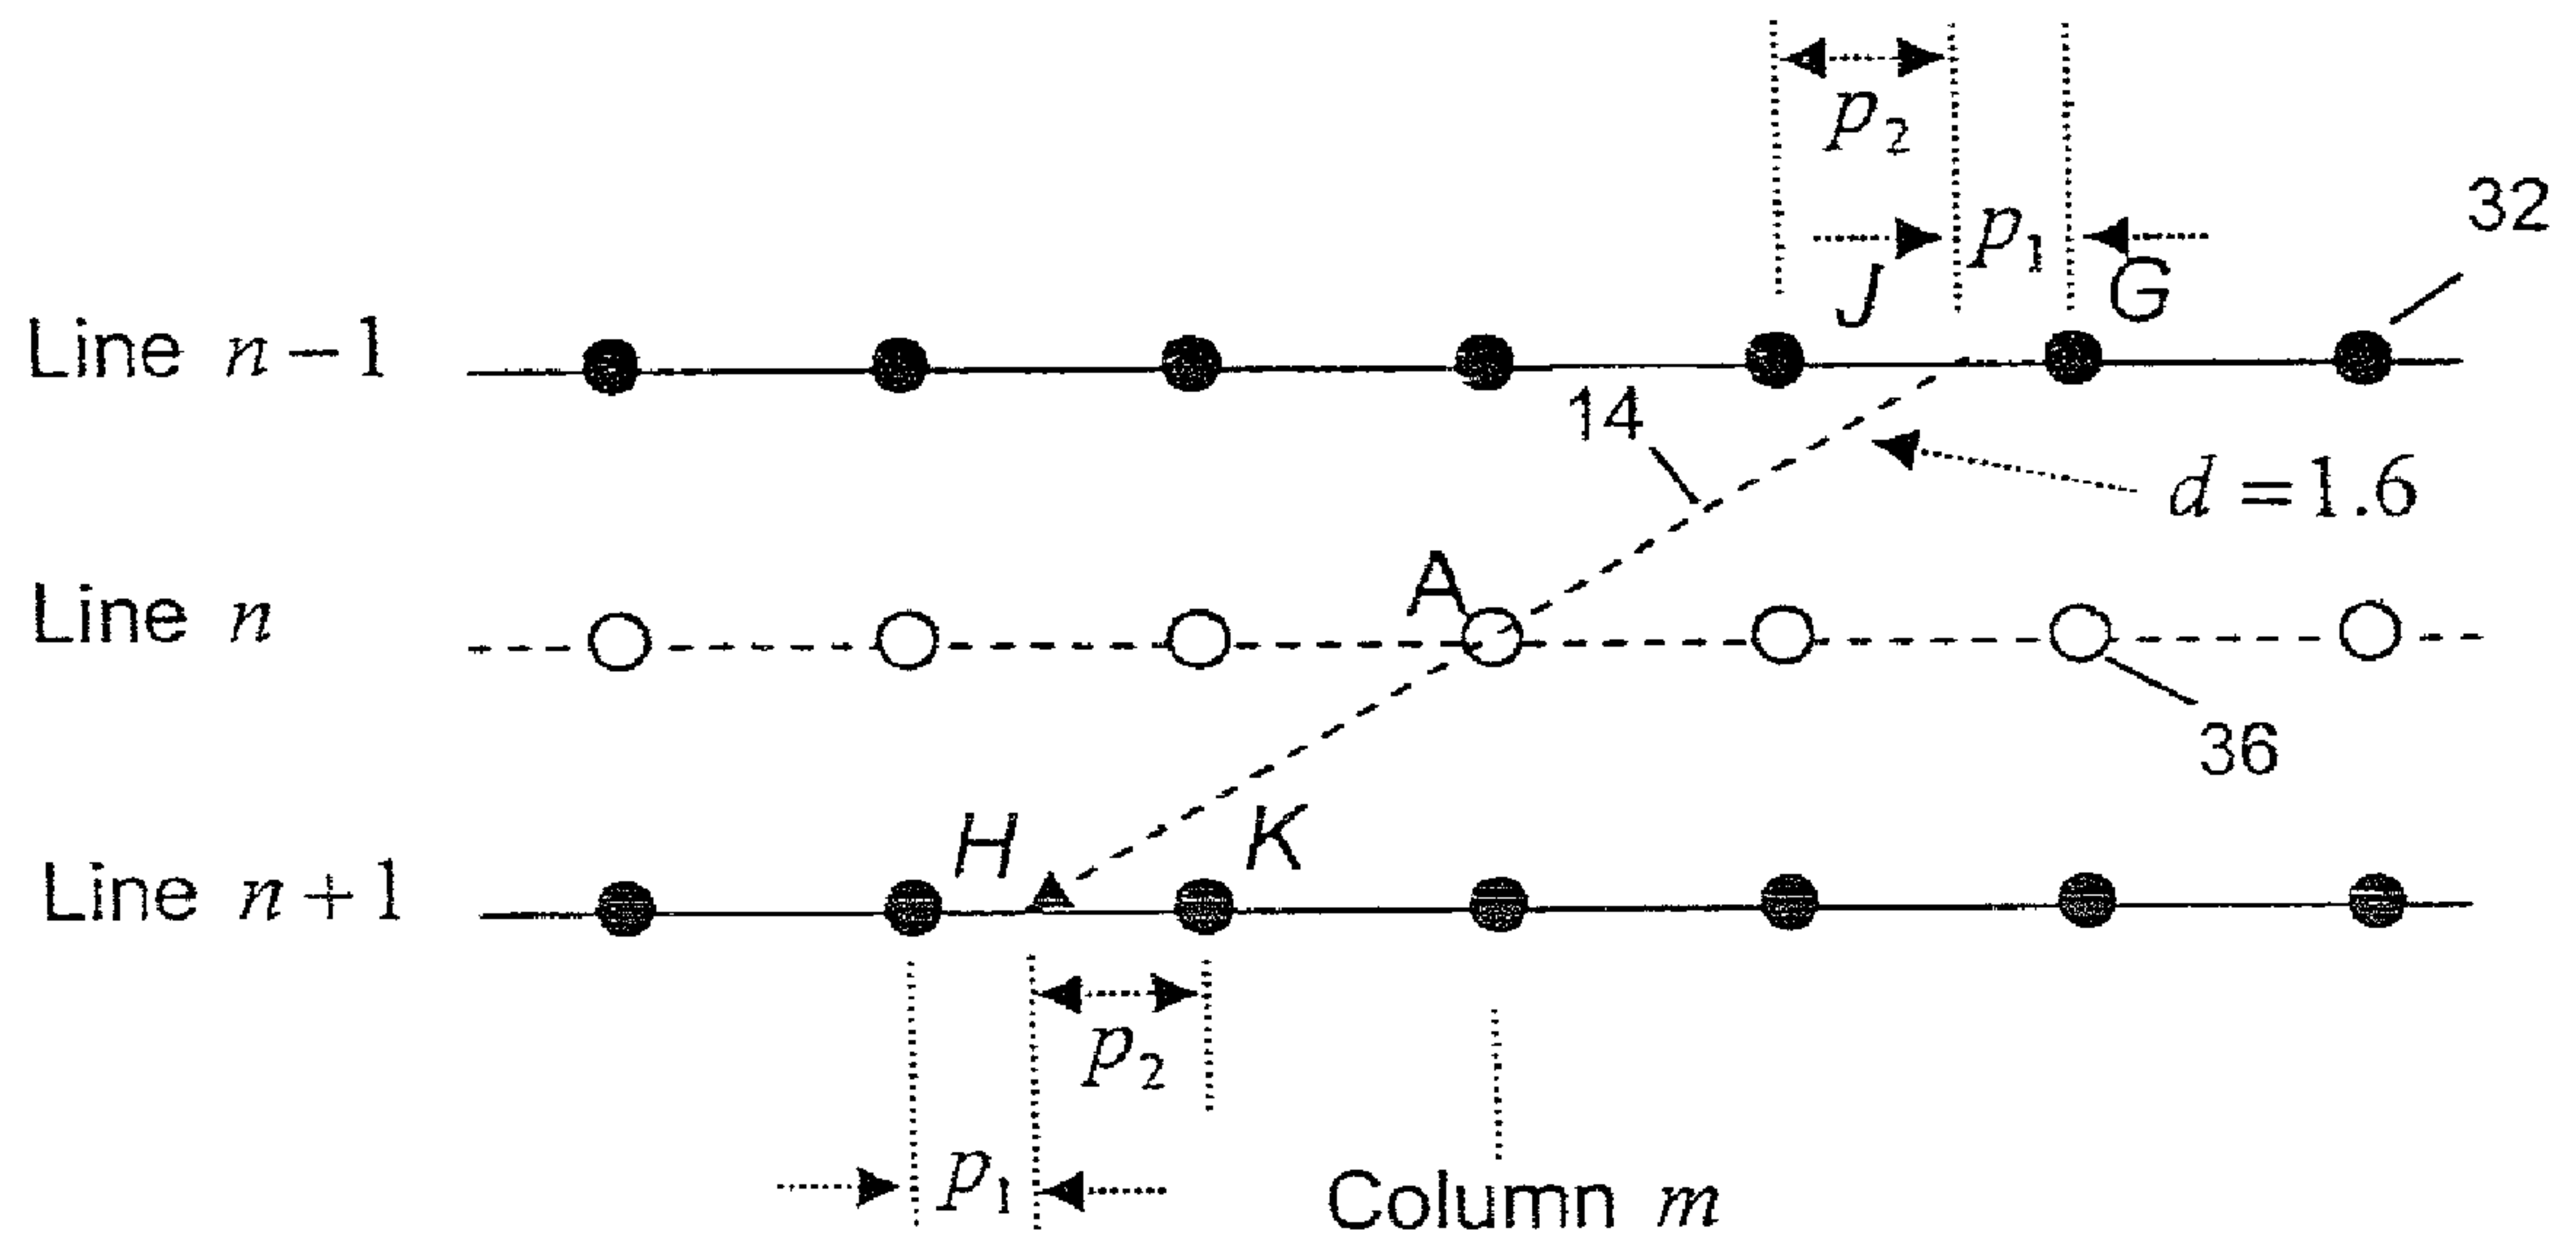 p₂
32
p₁
J
G
Line n−1
14
d = 1.6
A
Line n
36
H
K
Line n+1
p₂
p₁
Column m